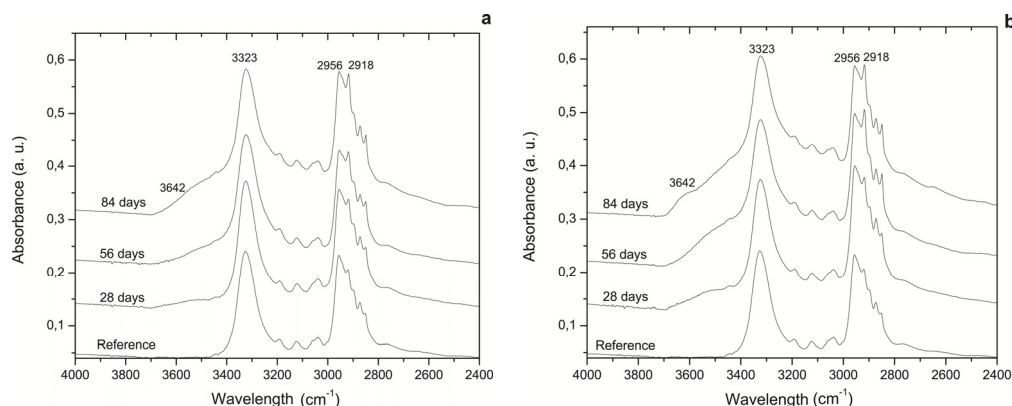 a
0,6
0,5
0,4
0,3
0,2
0,1
Absorbance (a. u.)
3323
2956 2918
3642
84 days
56 days
28 days
Reference
4000 3800 3600 3400 3200 3000 2800 2600 2400
Wavelength (cm-1)
b
0,6
0,5
0,4
0,3
0,2
0,1
Absorbance (a. u.)
3323
2956 2918
3642
84 days
56 days
28 days
Reference
4000 3800 3600 3400 3200 3000 2800 2600 2400
Wavelength (cm-1)